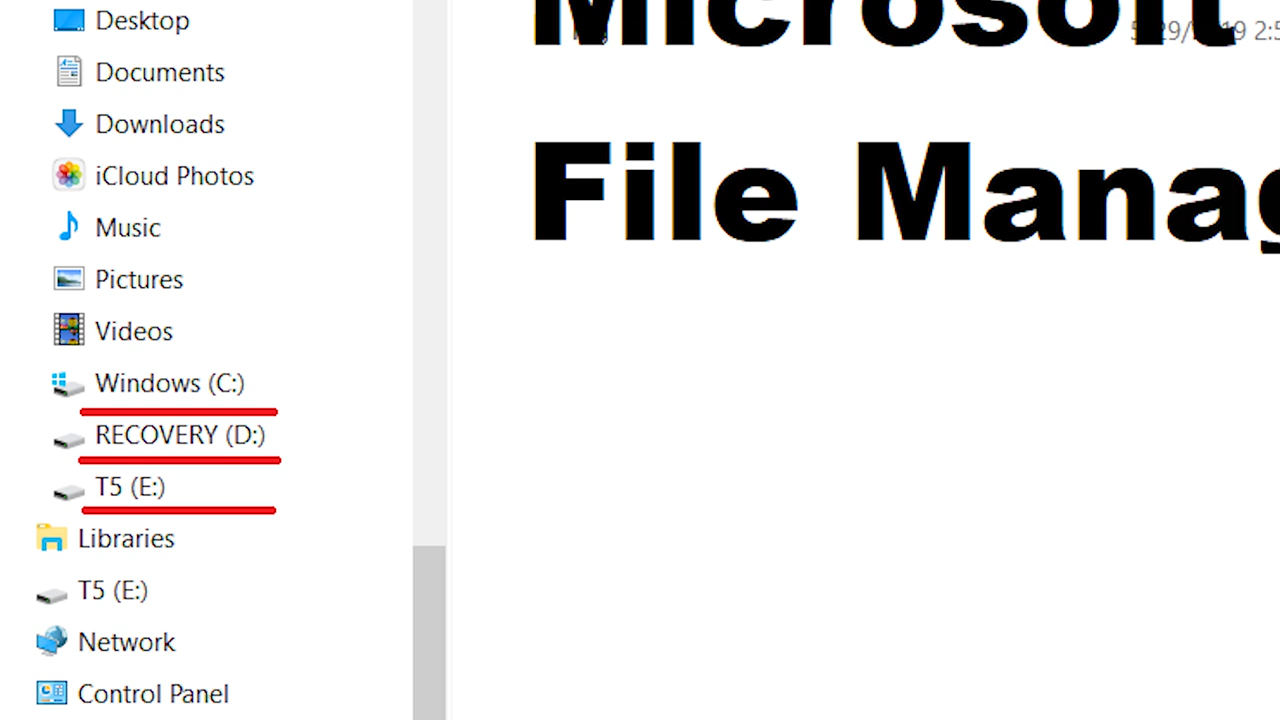 Desktop
Documents
Downloads
iCloud Photos
Music
Pictures
Videos
Windows (C:)
RECOVERY (D:)
T5 (E:)
Libraries
T5 (E:)
Network
Control Panel
Microsoft
File Manag